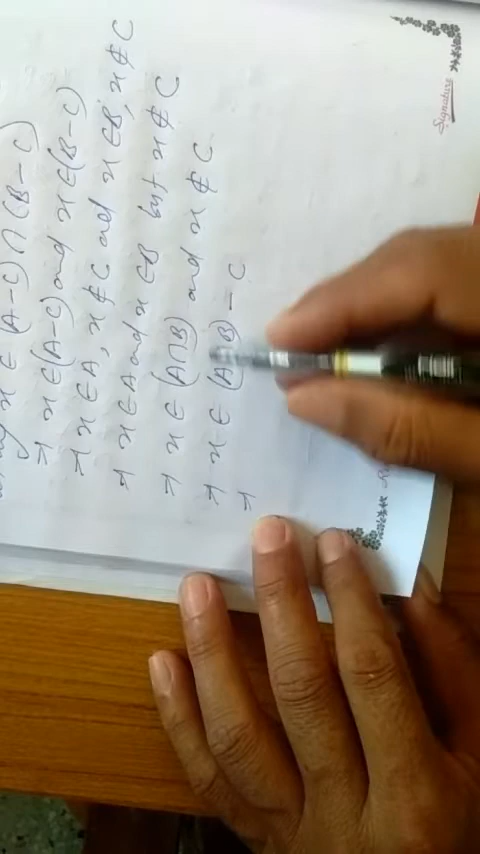 x ∈ (A-C) ∩ (B-C)
⇒ x ∈ (A-C) and x ∈ (B-C)
⇒ x ∈ A, x ∉ C and x ∈ B, x ∉ C
⇒ x ∈ A and x ∈ B but x ∉ C
⇒ x ∈ (A∩B) and x ∉ C
⇒ x ∈ (A B) - C
⇒
Signature